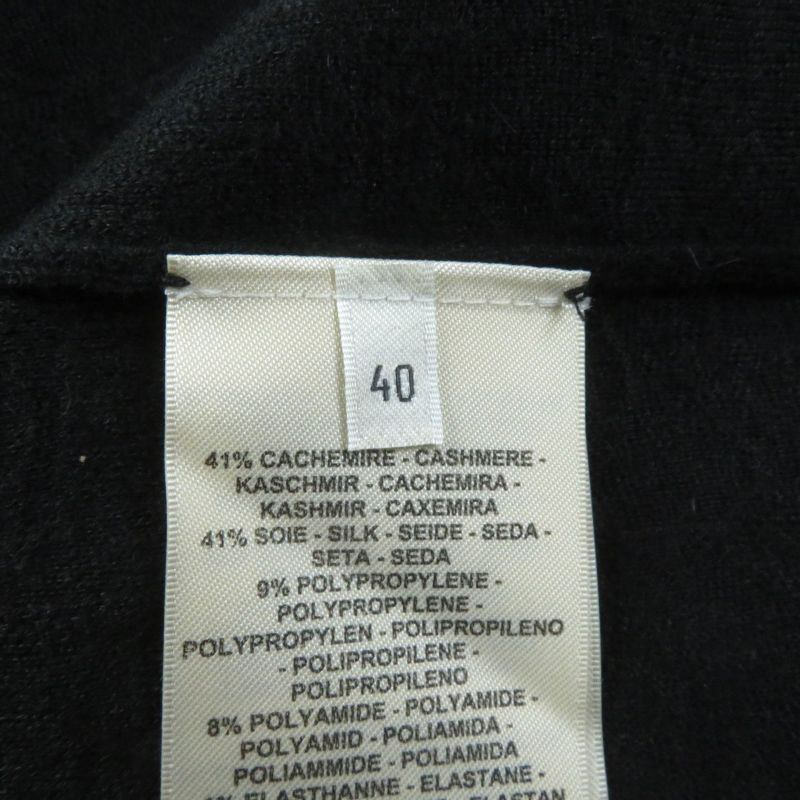 40
41% CACHEMIRE - CASHMERE -
KASCHMIR - CACHEMIRA -
KASHMIR - CAXEMIRA
41% SOIE - SILK - SEIDE - SEDA -
SETA - SEDA
9% POLYPROPYLENE -
POLYPROPYLENE -
POLYPROPYLEN - POLIPROPILENO
- POLIPROPILENE -
POLIPROPILENO
8% POLYAMIDE - POLYAMIDE -
POLYAMID - POLIAMIDA -
POLIAMMIDE - POLIAMIDA
ELASTHANNE - ELASTANE -
ELASTAN